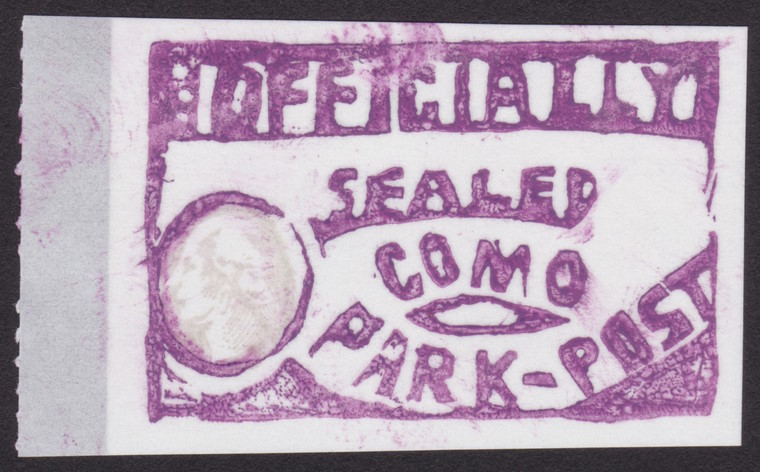 OFFICIALLY
SEALED
COMO
PARK-POST